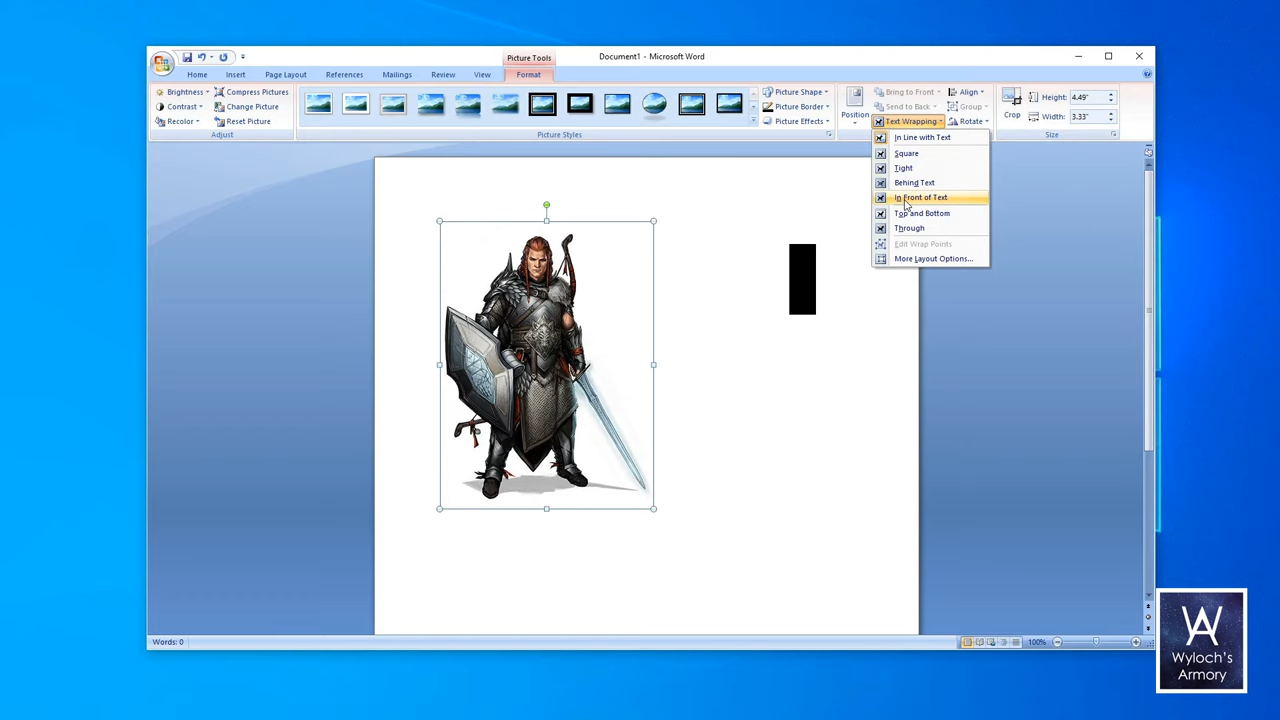 Picture Tools
Document1 - Microsoft Word
Home
Insert
Page Layout
References
Mailings
Review
View
Format
Brightness
Compress Pictures
Contrast
Change Picture
Recolor
Reset Picture
Adjust
Picture Styles
Picture Shape
Picture Border
Picture Effects
Position
Bring to Front
Send to Back
Text Wrapping
Align
Group
Rotate
Crop
Height: 4.49"
Width: 3.33"
Size
In Line with Text
Square
Tight
Behind Text
In Front of Text
Top and Bottom
Through
Edit Wrap Points
More Layout Options...
Words: 0
100%
WA
Wyloch's
Armory